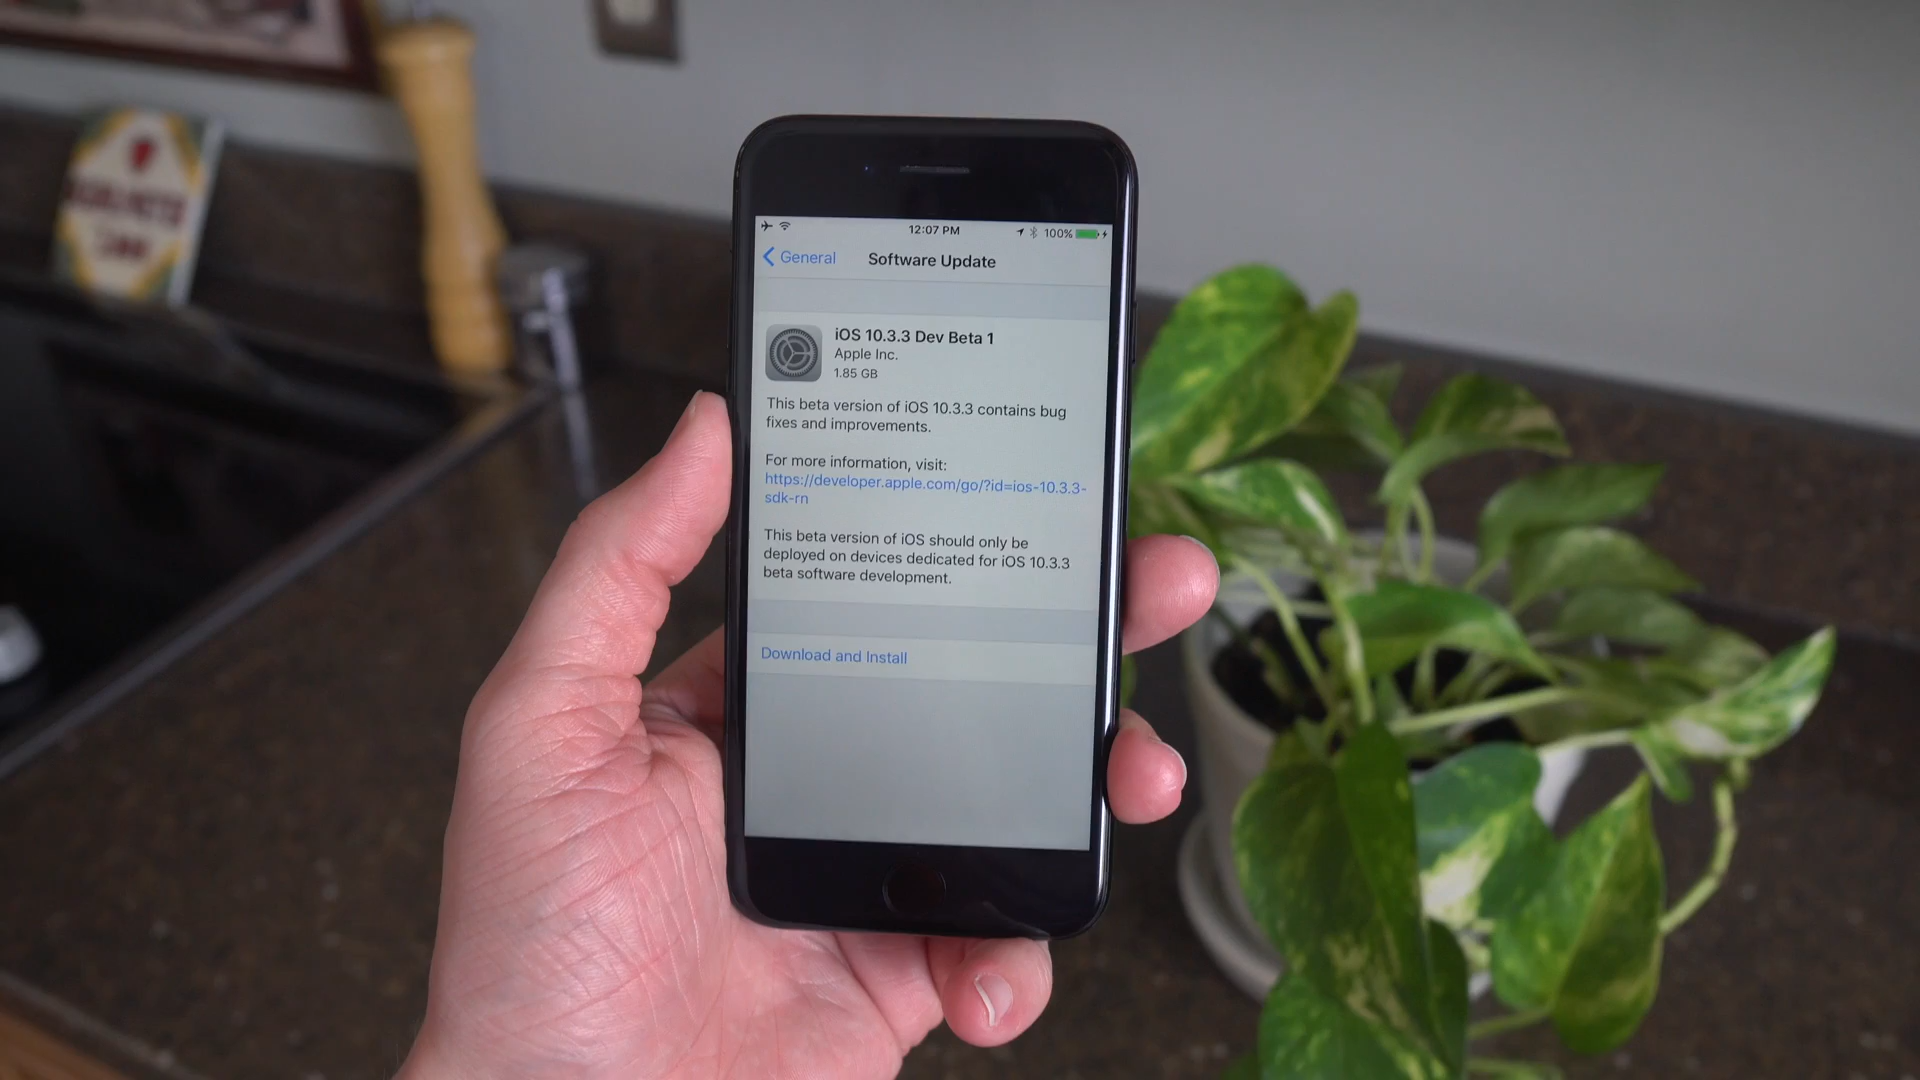 12:07 PM 100%
General Software Update
iOS 10.3.3 Dev Beta 1
Apple Inc.
1.85 GB
This beta version of iOS 10.3.3 contains bug
fixes and improvements.
For more information, visit:
https://developer.apple.com/go/?id=ios-10.3.3-
sdk-rn
This beta version of iOS should only be
deployed on devices dedicated for iOS 10.3.3
beta software development.
Download and Install